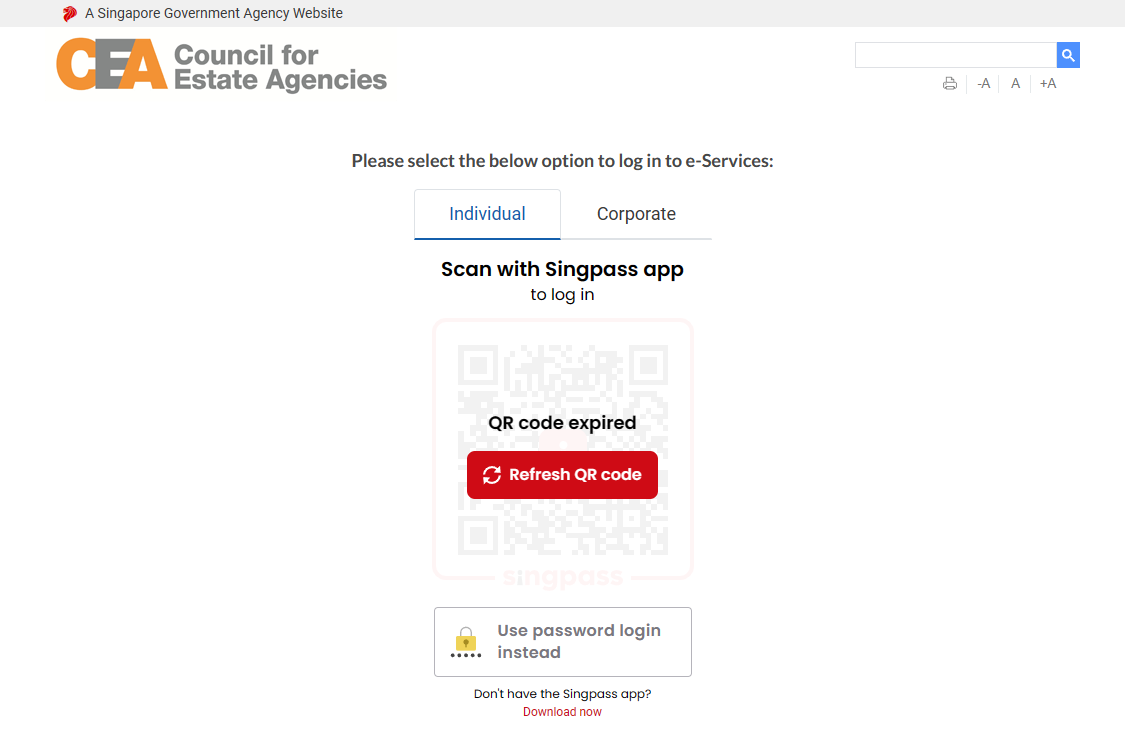 A Singapore Government Agency Website
CEA Council for
Estate Agencies
-A A +A
Please select the below option to log in to e-Services:
Individual Corporate
Scan with Singpass app
to log in
QR code expired
Refresh QR code
singpass
Use password login
instead
Don't have the Singpass app?
Download now